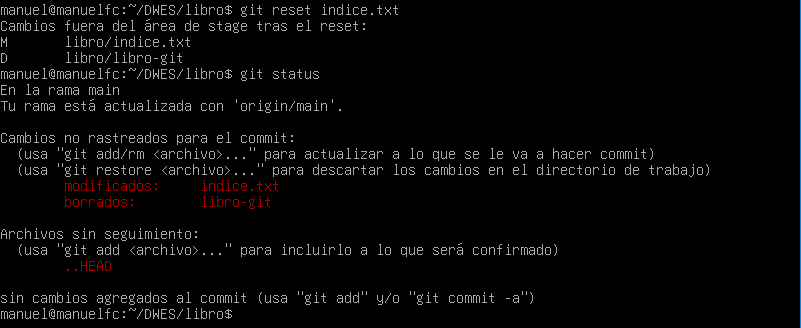 manuel@manuelfc:~/DWES/libro$ git reset indice.txt
Cambios fuera del área de stage tras el reset:
M       libro/indice.txt
D       libro/libro-git
manuel@manuelfc:~/DWES/libro$ git status
En la rama main
Tu rama está actualizada con 'origin/main'.

Cambios no rastreados para el commit:
  (usa "git add/rm <archivo>..." para actualizar a lo que se le va a hacer commit)
  (usa "git restore <archivo>..." para descartar los cambios en el directorio de trabajo)
        modificados:     indice.txt
        borrados:        libro-git

Archivos sin seguimiento:
  (usa "git add <archivo>..." para incluirlo a lo que será confirmado)
        ..HEAD

sin cambios agregados al commit (usa "git add" y/o "git commit -a")
manuel@manuelfc:~/DWES/libro$